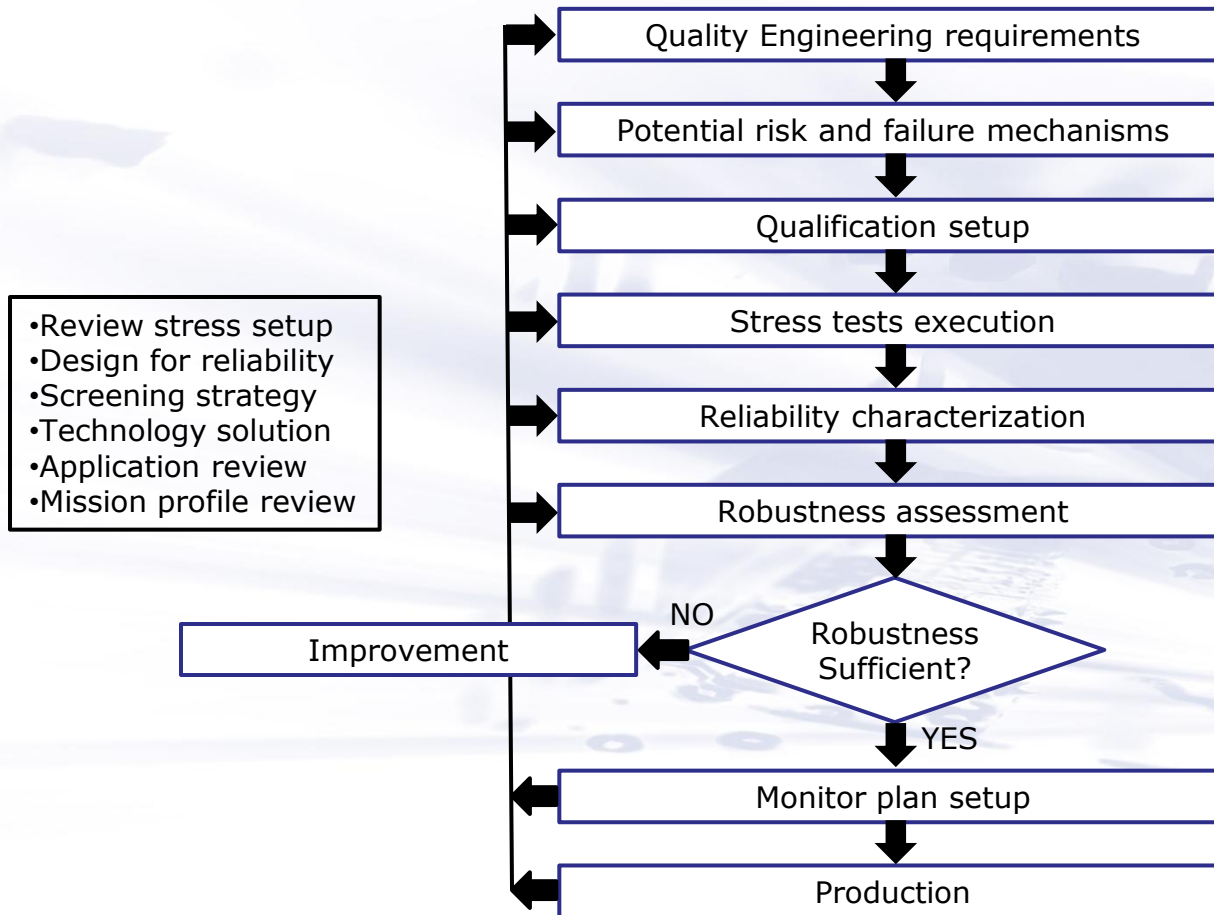 Quality Engineering requirements
Potential risk and failure mechanisms
Qualification setup
Stress tests execution
•Review stress setup
•Design for reliability
•Screening strategy
•Technology solution
•Application review
•Mission profile review
Reliability characterization
Robustness assessment
NO
Robustness
Sufficient?
Improvement
YES
Monitor plan setup
Production